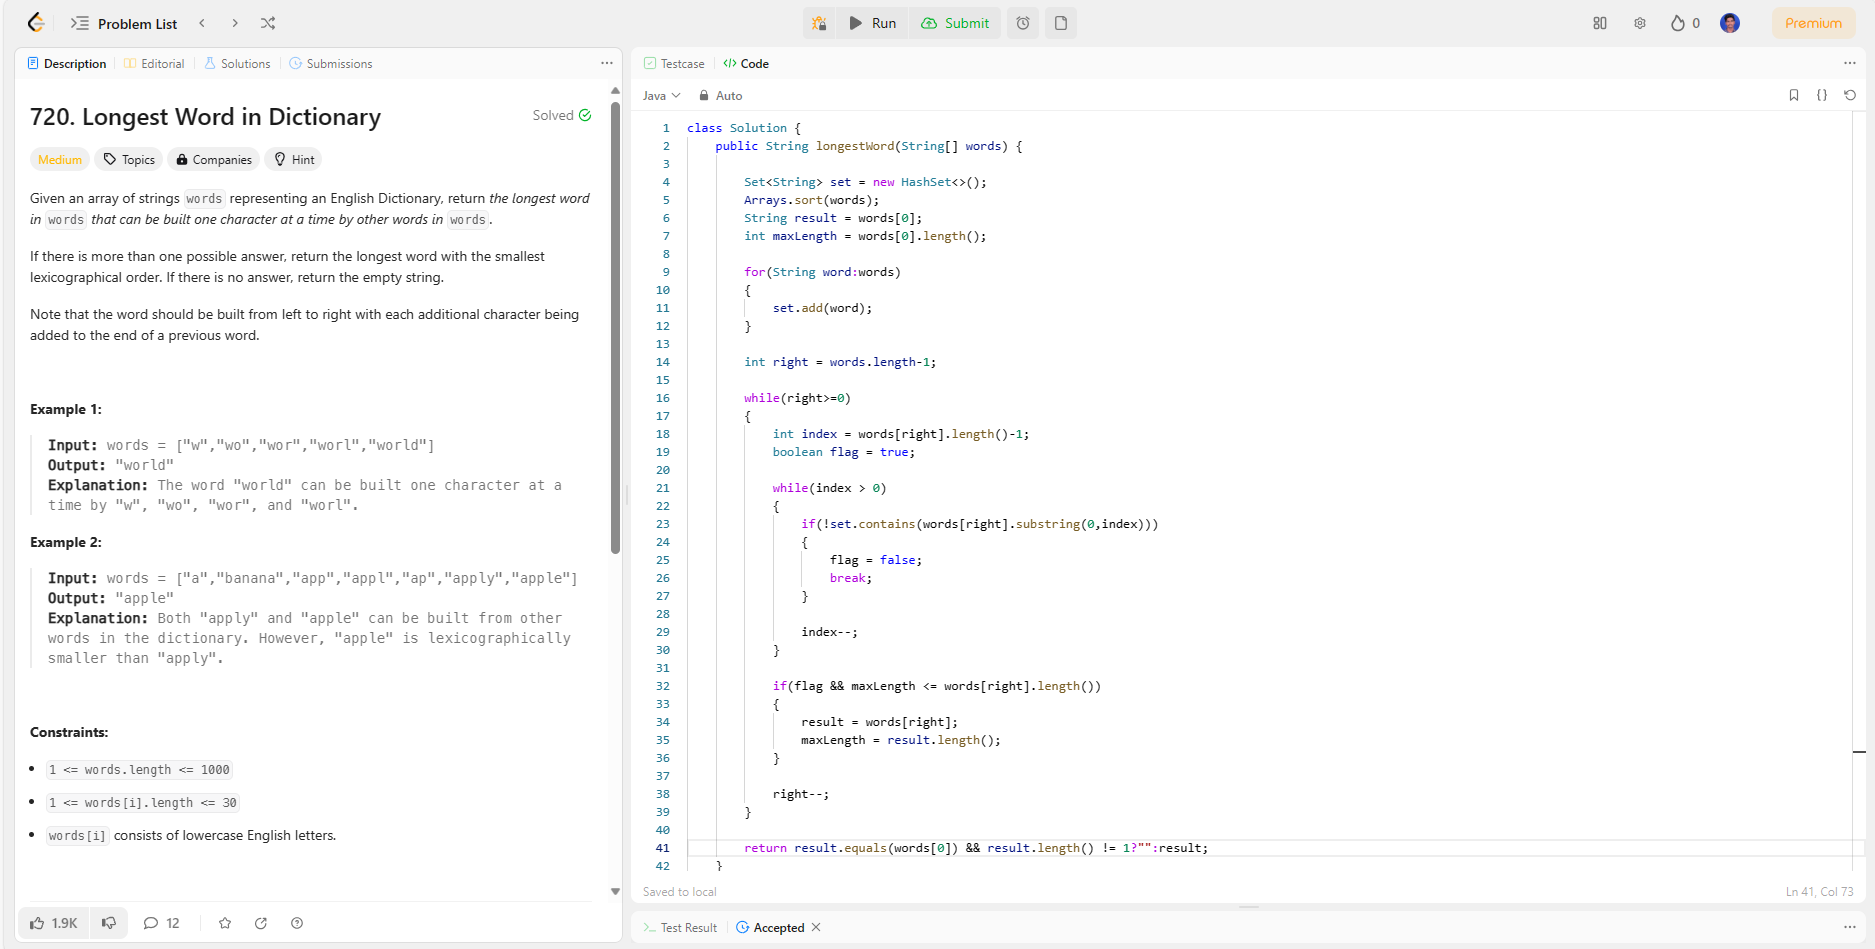 Problem List
Run
Submit
0
Premium
Description
Editorial
Solutions
Submissions
720. Longest Word in Dictionary
Solved
Medium
Topics
Companies
Hint
Given an array of strings words representing an English Dictionary, return the longest word
in words that can be built one character at a time by other words in words.
If there is more than one possible answer, return the longest word with the smallest
lexicographical order. If there is no answer, return the empty string.
Note that the word should be built from left to right with each additional character being
added to the end of a previous word.
Example 1:
Input: words = ["w","wo","wor","worl","world"]
Output: "world"
Explanation: The word "world" can be built one character at a
time by "w", "wo", "wor", and "worl".
Example 2:
Input: words = ["a","banana","app","appl","ap","apply","apple"]
Output: "apple"
Explanation: Both "apply" and "apple" can be built from other
words in the dictionary. However, "apple" is lexicographically
smaller than "apply".
Constraints:
• 1 <= words.length <= 1000
• 1 <= words[i].length <= 30
• words[i] consists of lowercase English letters.
1.9K
12
Testcase
</> Code
Java
Auto
{}
1 class Solution {
2 public String longestWord(String[] words) {
3
4 Set<String> set = new HashSet<>();
5 Arrays.sort(words);
6 String result = words[0];
7 int maxLength = words[0].length();
8
9 for(String word:words)
10 {
11 set.add(word);
12 }
13
14 int right = words.length-1;
15
16 while(right>=0)
17 {
18 int index = words[right].length()-1;
19 boolean flag = true;
20
21 while(index > 0)
22 {
23 if(!set.contains(words[right].substring(0,index)))
24 {
25 flag = false;
26 break;
27 }
28
29 index--;
30 }
31
32 if(flag && maxLength <= words[right].length())
33 {
34 result = words[right];
35 maxLength = result.length();
36 }
37
38 right--;
39 }
40
41 return result.equals(words[0]) && result.length() != 1?"":result;
42 }
Saved to local
Ln 41, Col 73
Test Result
Accepted